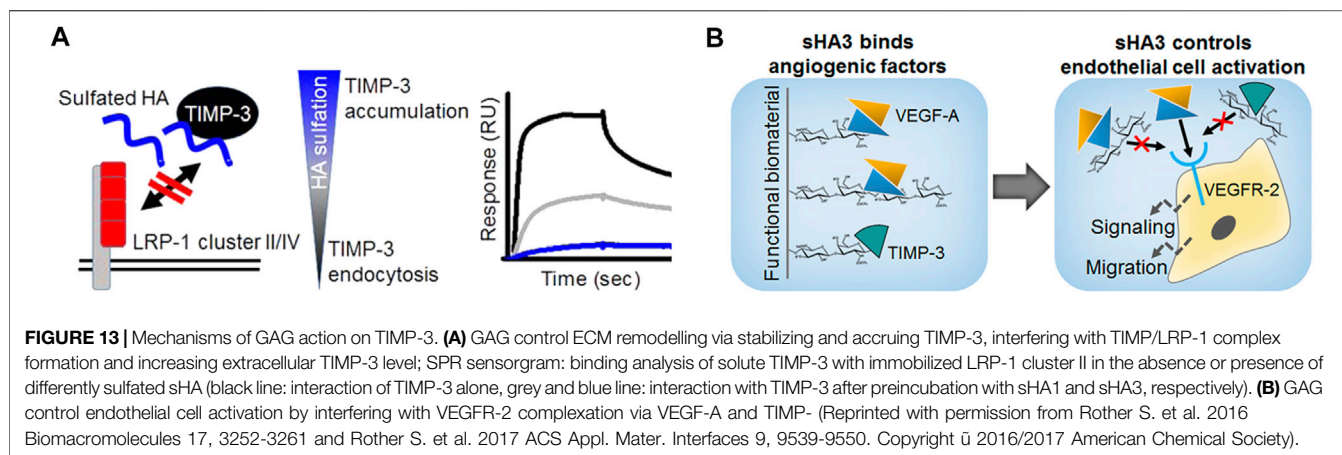 A
Sulfated HA
TIMP-3
LRP-1 cluster II/IV
HA sulfation
TIMP-3
accumulation
TIMP-3
endocytosis
Response (RU)
Time (sec)
B
sHA3 binds
angiogenic factors
Functional biomaterial
VEGF-A
TIMP-3
sHA3 controls
endothelial cell activation
VEGFR-2
Signaling
Migration
FIGURE 13 | Mechanisms of GAG action on TIMP-3. (A) GAG control ECM remodelling via stabilizing and accruing TIMP-3, interfering with TIMP/LRP-1 complex
formation and increasing extracellular TIMP-3 level; SPR sensorgram: binding analysis of solute TIMP-3 with immobilized LRP-1 cluster II in the absence or presence of
differently sulfated sHA (black line: interaction of TIMP-3 alone, grey and blue line: interaction with TIMP-3 after preincubation with sHA1 and sHA3, respectively). (B) GAG
control endothelial cell activation by interfering with VEGFR-2 complexation via VEGF-A and TIMP- (Reprinted with permission from Rother S. et al. 2016
Biomacromolecules 17, 3252-3261 and Rother S. et al. 2017 ACS Appl. Mater. Interfaces 9, 9539-9550. Copyright ũ 2016/2017 American Chemical Society).